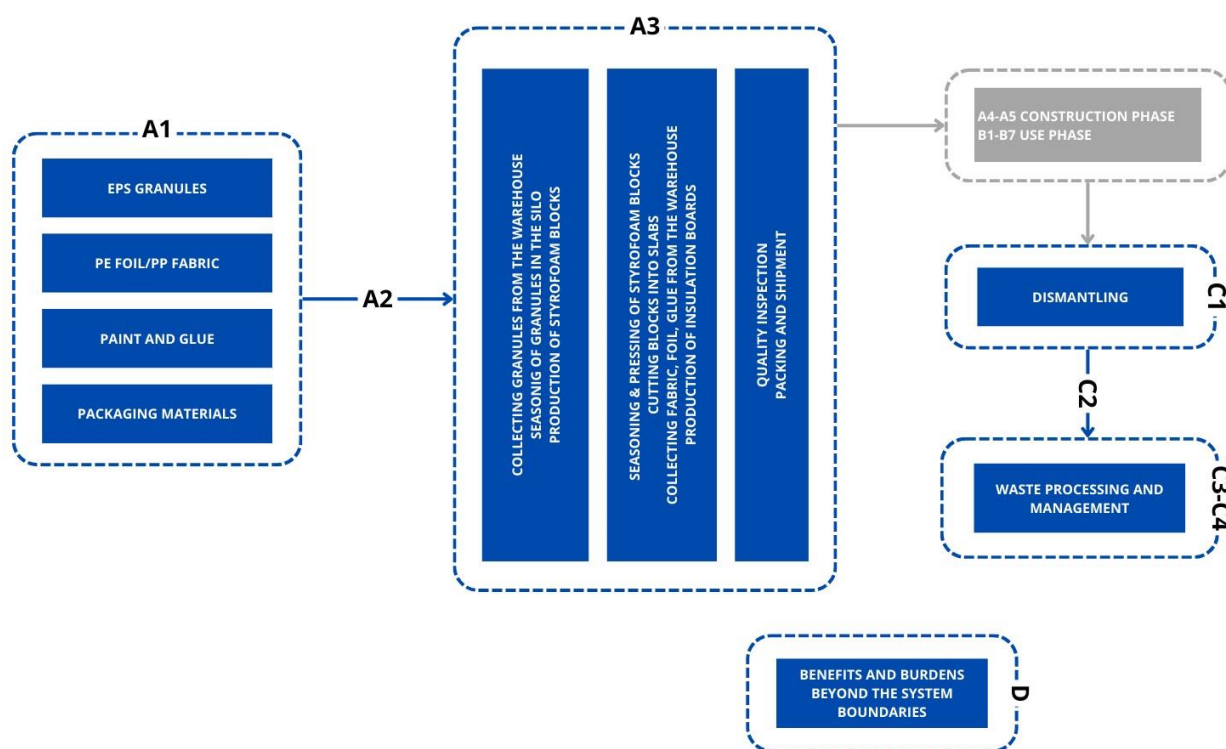 A1
EPS GRANULES
PE FOIL/PP FABRIC
PAINT AND GLUE
PACKAGING MATERIALS
A2
A3
COLLECTING GRANULES FROM THE WAREHOUSE
SEASONIG OF GRANULES IN THE SILO
PRODUCTION OF STYROFOAM BLOCKS
SEASONING & PRESSING OF STYROFOAM BLOCKS
CUTTING BLOCKS INTO SLABS
COLLECTING FABRIC, FOIL, GLUE FROM THE WAREHOUSE
PRODUCTION OF INSULATION BOARDS
QUALITY INSPECTION
PACKING AND SHIPMENT
A4-A5 CONSTRUCTION PHASE
B1-B7 USE PHASE
DISMANTLING
C1
C2
WASTE PROCESSING AND
MANAGEMENT
C3-C4
BENEFITS AND BURDENS
BEYOND THE SYSTEM
BOUNDARIES
D